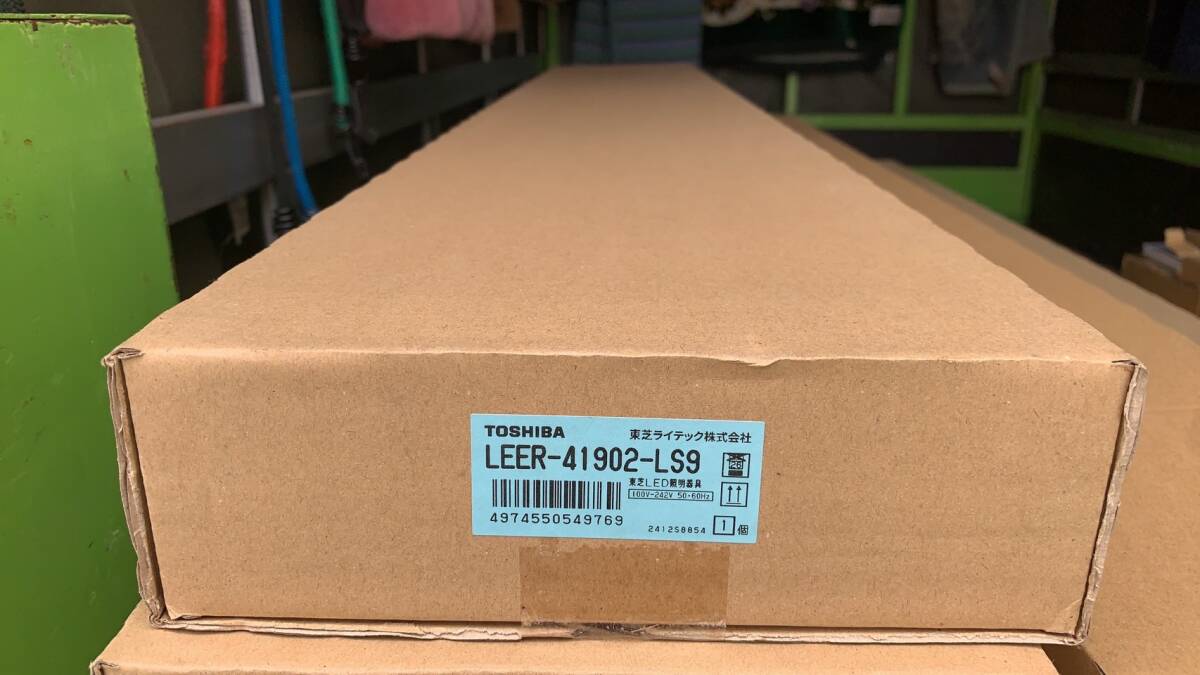 TOSHIBA 東芝ライテック株式会社
LEER-41902-LS9
東芝LED照明器具
100V-242V 50・60Hz
4974550549769
2412S8854
1個